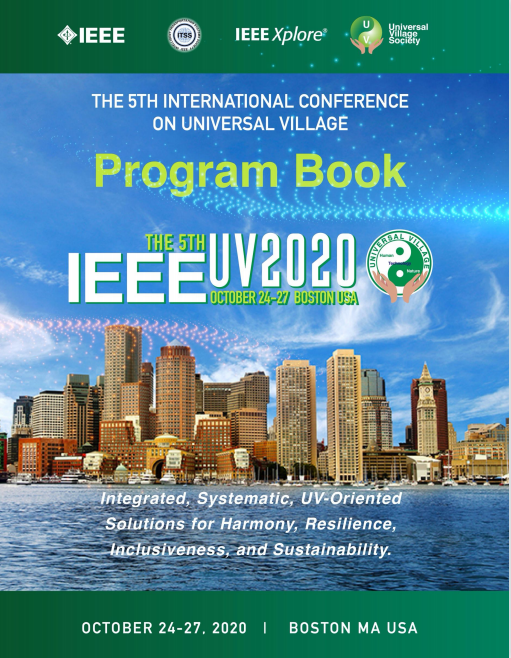 IEEE
ITSS
IEEE Xplore®
Universal
Village
Society
U
V
THE 5TH INTERNATIONAL CONFERENCE
ON UNIVERSAL VILLAGE
Program Book
THE 5TH
IEEE UV2020
OCTOBER 24-27 BOSTON USA
UNIVERSAL VILLAGE
Human
Nature
Integrated, Systematic, UV-Oriented
Solutions for Harmony, Resilience,
Inclusiveness, and Sustainability.
OCTOBER 24-27, 2020 | BOSTON MA USA